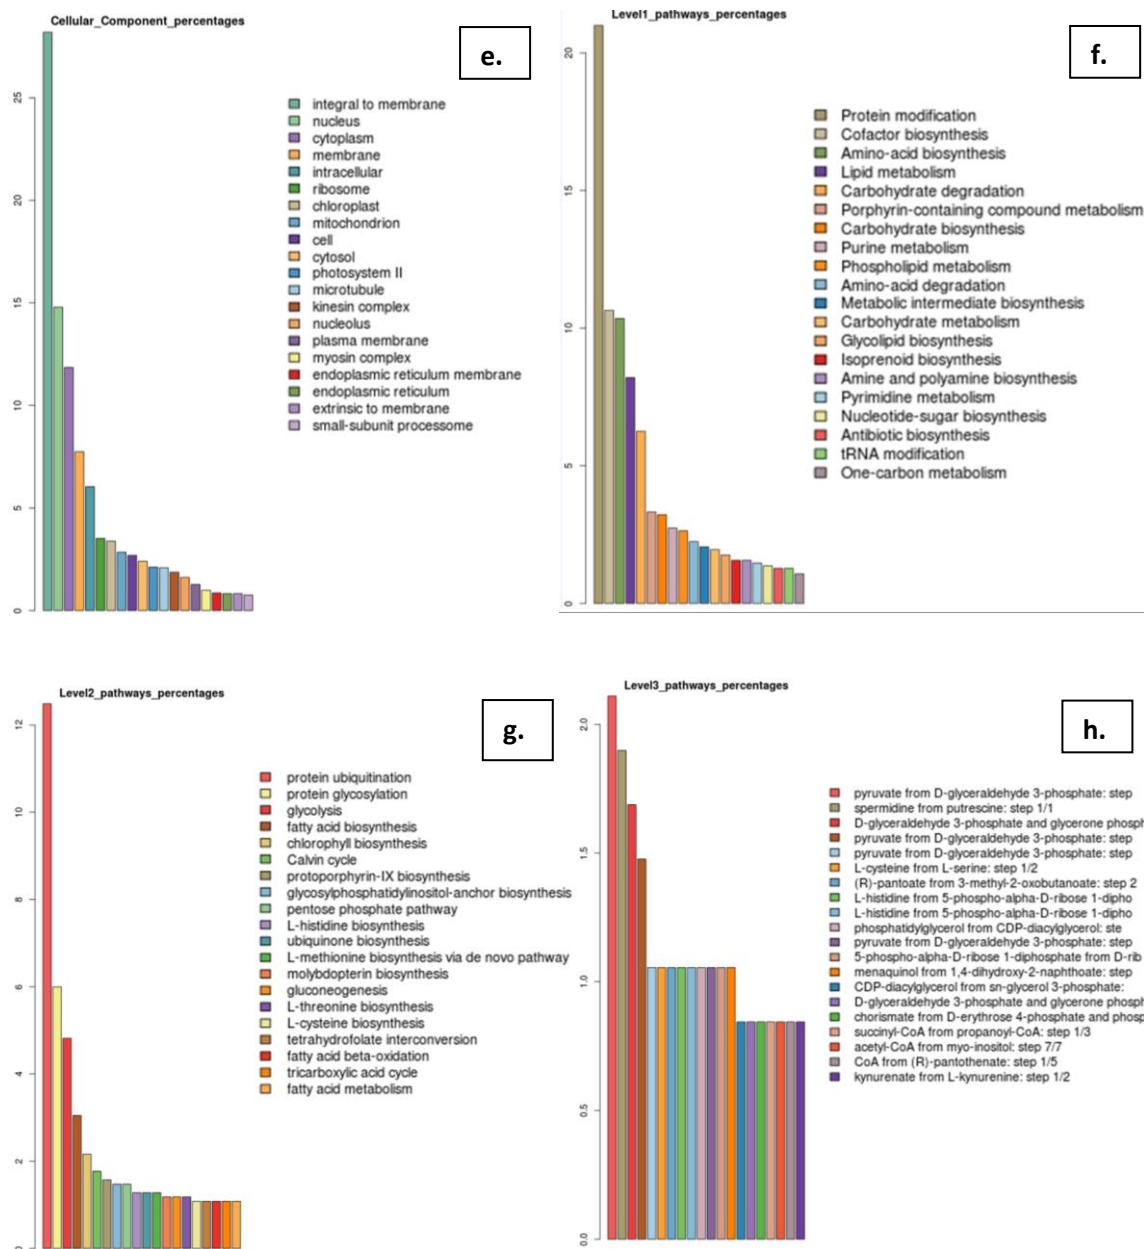 Cellular_Component_percentages
e.
25
20
15
10
5
0
integral to membrane
nucleus
cytoplasm
membrane
intracellular
ribosome
chloroplast
mitochondrion
cell
cytosol
photosystem II
microtubule
kinesin complex
nucleolus
plasma membrane
myosin complex
endoplasmic reticulum membrane
endoplasmic reticulum
extrinsic to membrane
small-subunit processome
Level1_pathways_percentages
f.
20
15
10
5
0
Protein modification
Cofactor biosynthesis
Amino-acid biosynthesis
Lipid metabolism
Carbohydrate degradation
Porphyrin-containing compound metabolism
Carbohydrate biosynthesis
Purine metabolism
Phospholipid metabolism
Amino-acid degradation
Metabolic intermediate biosynthesis
Carbohydrate metabolism
Glycolipid biosynthesis
Isoprenoid biosynthesis
Amine and polyamine biosynthesis
Pyrimidine metabolism
Nucleotide-sugar biosynthesis
Antibiotic biosynthesis
tRNA modification
One-carbon metabolism
Level2_pathways_percentages
g.
12
10
8
6
4
2
0
protein ubiquitination
protein glycosylation
glycolysis
fatty acid biosynthesis
chlorophyll biosynthesis
Calvin cycle
protoporphyrin-IX biosynthesis
glycosylphosphatidylinositol-anchor biosynthesis
pentose phosphate pathway
L-histidine biosynthesis
ubiquinone biosynthesis
L-methionine biosynthesis via de novo pathway
molybdopterin biosynthesis
gluconeogenesis
L-threonine biosynthesis
L-cysteine biosynthesis
tetrahydrofolate interconversion
fatty acid beta-oxidation
tricarboxylic acid cycle
fatty acid metabolism
Level3_pathways_percentages
h.
2.0
1.5
1.0
0.5
0.0
pyruvate from D-glyceraldehyde 3-phosphate: step
spermidine from putrescine: step 1/1
D-glyceraldehyde 3-phosphate and glycerone phosph
pyruvate from D-glyceraldehyde 3-phosphate: step
pyruvate from D-glyceraldehyde 3-phosphate: step
L-cysteine from L-serine: step 1/2
(R)-pantoate from 3-methyl-2-oxobutanoate: step 2
L-histidine from 5-phospho-alpha-D-ribose 1-dipho
L-histidine from 5-phospho-alpha-D-ribose 1-dipho
phosphatidylglycerol from CDP-diacylglycerol: ste
pyruvate from D-glyceraldehyde 3-phosphate: step
5-phospho-alpha-D-ribose 1-diphosphate from D-rib
menaquinol from 1,4-dihydroxy-2-naphthoate: step
CDP-diacylglycerol from sn-glycerol 3-phosphate:
D-glyceraldehyde 3-phosphate and glycerone phosph
chorismate from D-erythrose 4-phosphate and phosp
succinyl-CoA from propanoyl-CoA: step 1/3
acetyl-CoA from myo-inositol: step 7/7
CoA from (R)-pantothenate: step 1/5
kynurenate from L-kynurenine: step 1/2